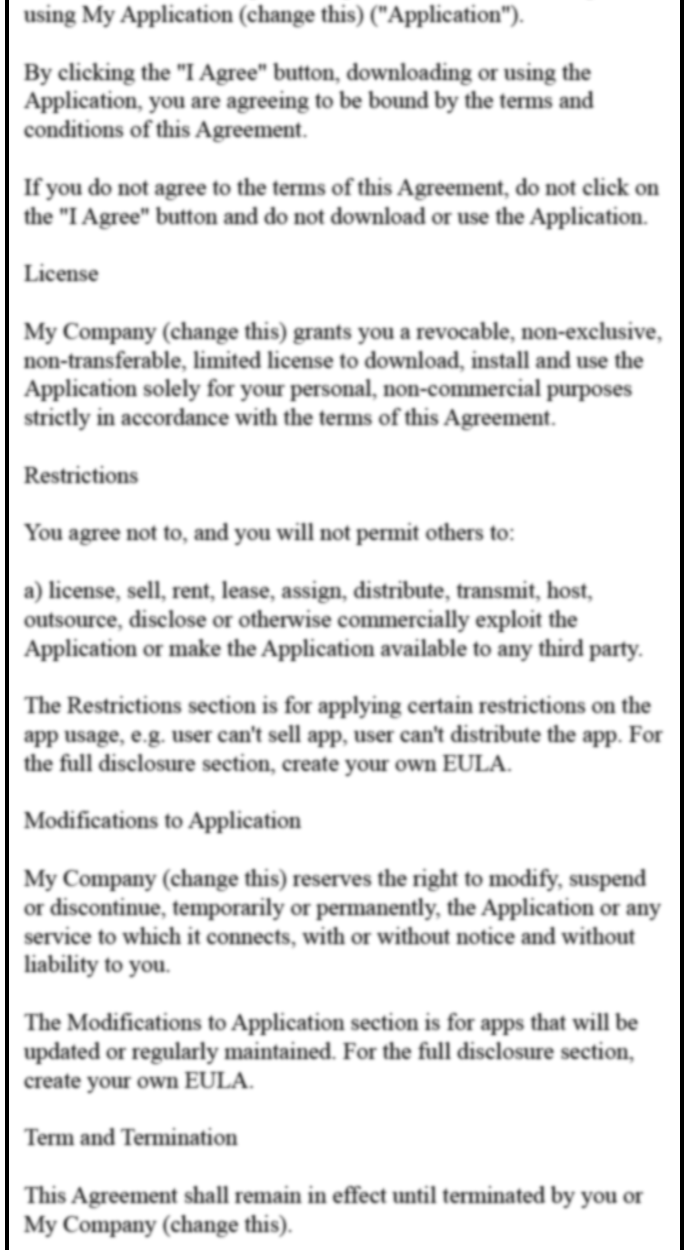 using My Application (change this) ("Application").
By clicking the "I Agree" button, downloading or using the
Application, you are agreeing to be bound by the terms and
conditions of this Agreement.
If you do not agree to the terms of this Agreement, do not click on
the "I Agree" button and do not download or use the Application.
License
My Company (change this) grants you a revocable, non-exclusive,
non-transferable, limited license to download, install and use the
Application solely for your personal, non-commercial purposes
strictly in accordance with the terms of this Agreement.
Restrictions
You agree not to, and you will not permit others to:
a) license, sell, rent, lease, assign, distribute, transmit, host,
outsource, disclose or otherwise commercially exploit the
Application or make the Application available to any third party.
The Restrictions section is for applying certain restrictions on the
app usage, e.g. user can't sell app, user can't distribute the app. For
the full disclosure section, create your own EULA.
Modifications to Application
My Company (change this) reserves the right to modify, suspend
or discontinue, temporarily or permanently, the Application or any
service to which it connects, with or without notice and without
liability to you.
The Modifications to Application section is for apps that will be
updated or regularly maintained. For the full disclosure section,
create your own EULA.
Term and Termination
This Agreement shall remain in effect until terminated by you or
My Company (change this).